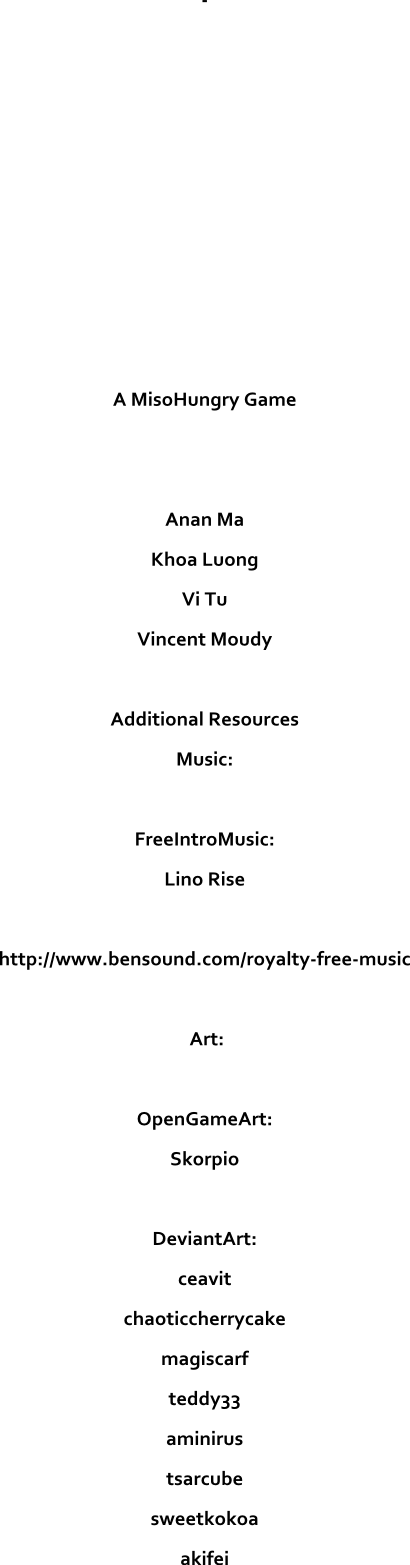 A MisoHungry Game
Anan Ma
Khoa Luong
Vi Tu
Vincent Moudy
Additional Resources
Music:
FreeIntroMusic:
Lino Rise
http://www.bensound.com/royalty-free-music
Art:
OpenGameArt:
Skorpio
DeviantArt:
ceavit
chaoticcherrycake
magiscarf
teddy33
aminirus
tsarcube
sweetkokoa
akifei